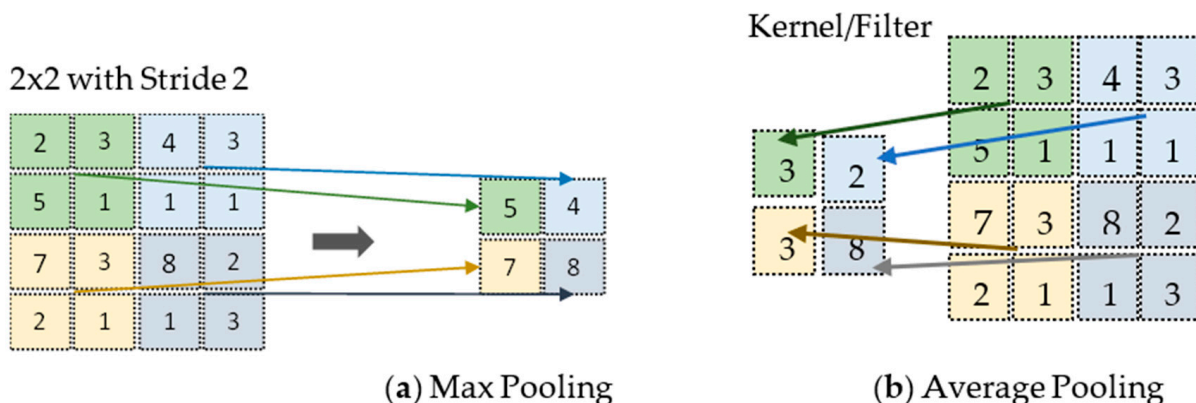 2x2 with Stride 2
2 3 4 3
5 1 1 1
7 3 8 2
2 1 1 3
5 4
7 8
(a) Max Pooling
Kernel/Filter
3 2
3 8
2 3 4 3
5 1 1 1
7 3 8 2
2 1 1 3
(b) Average Pooling